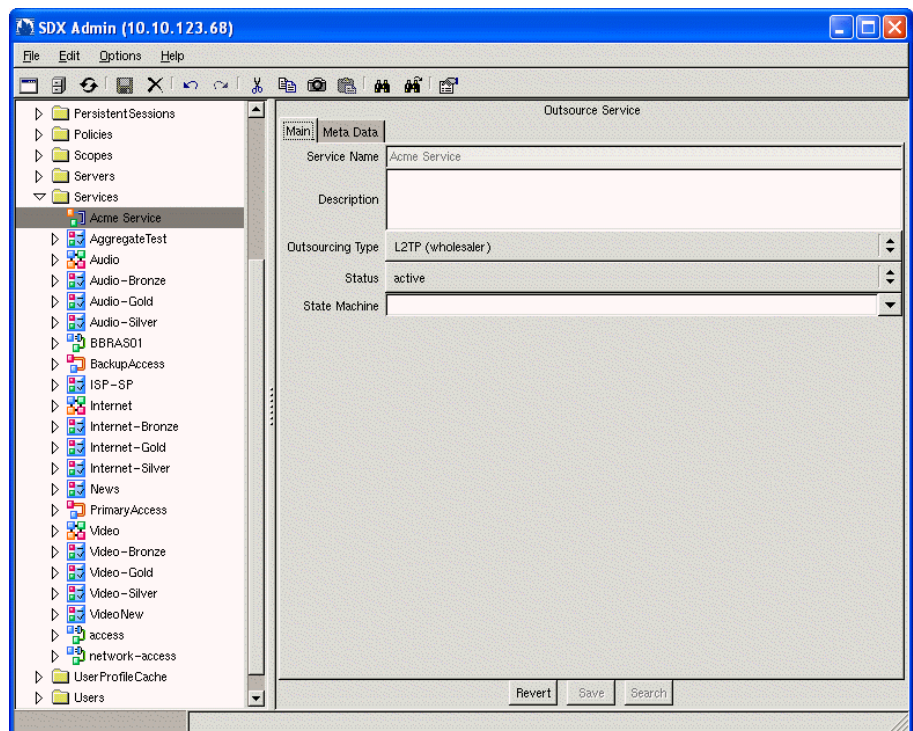 SDX Admin (10.10.123.68)
File Edit Options Help
PersistentSessions
Policies
Scopes
Servers
Services
Acme Service
AggregateTest
Audio
Audio-Bronze
Audio-Gold
Audio-Silver
BBRAS01
BackupAccess
ISP-SP
Internet
Internet-Bronze
Internet-Gold
Internet-Silver
News
PrimaryAccess
Video
Video-Bronze
Video-Gold
Video-Silver
VideoNew
access
network-access
UserProfileCache
Users
Outsource Service
Main Meta Data
Service Name Acme Service
Description
Outsourcing Type L2TP (wholesaler)
Status active
State Machine
Revert Save Search